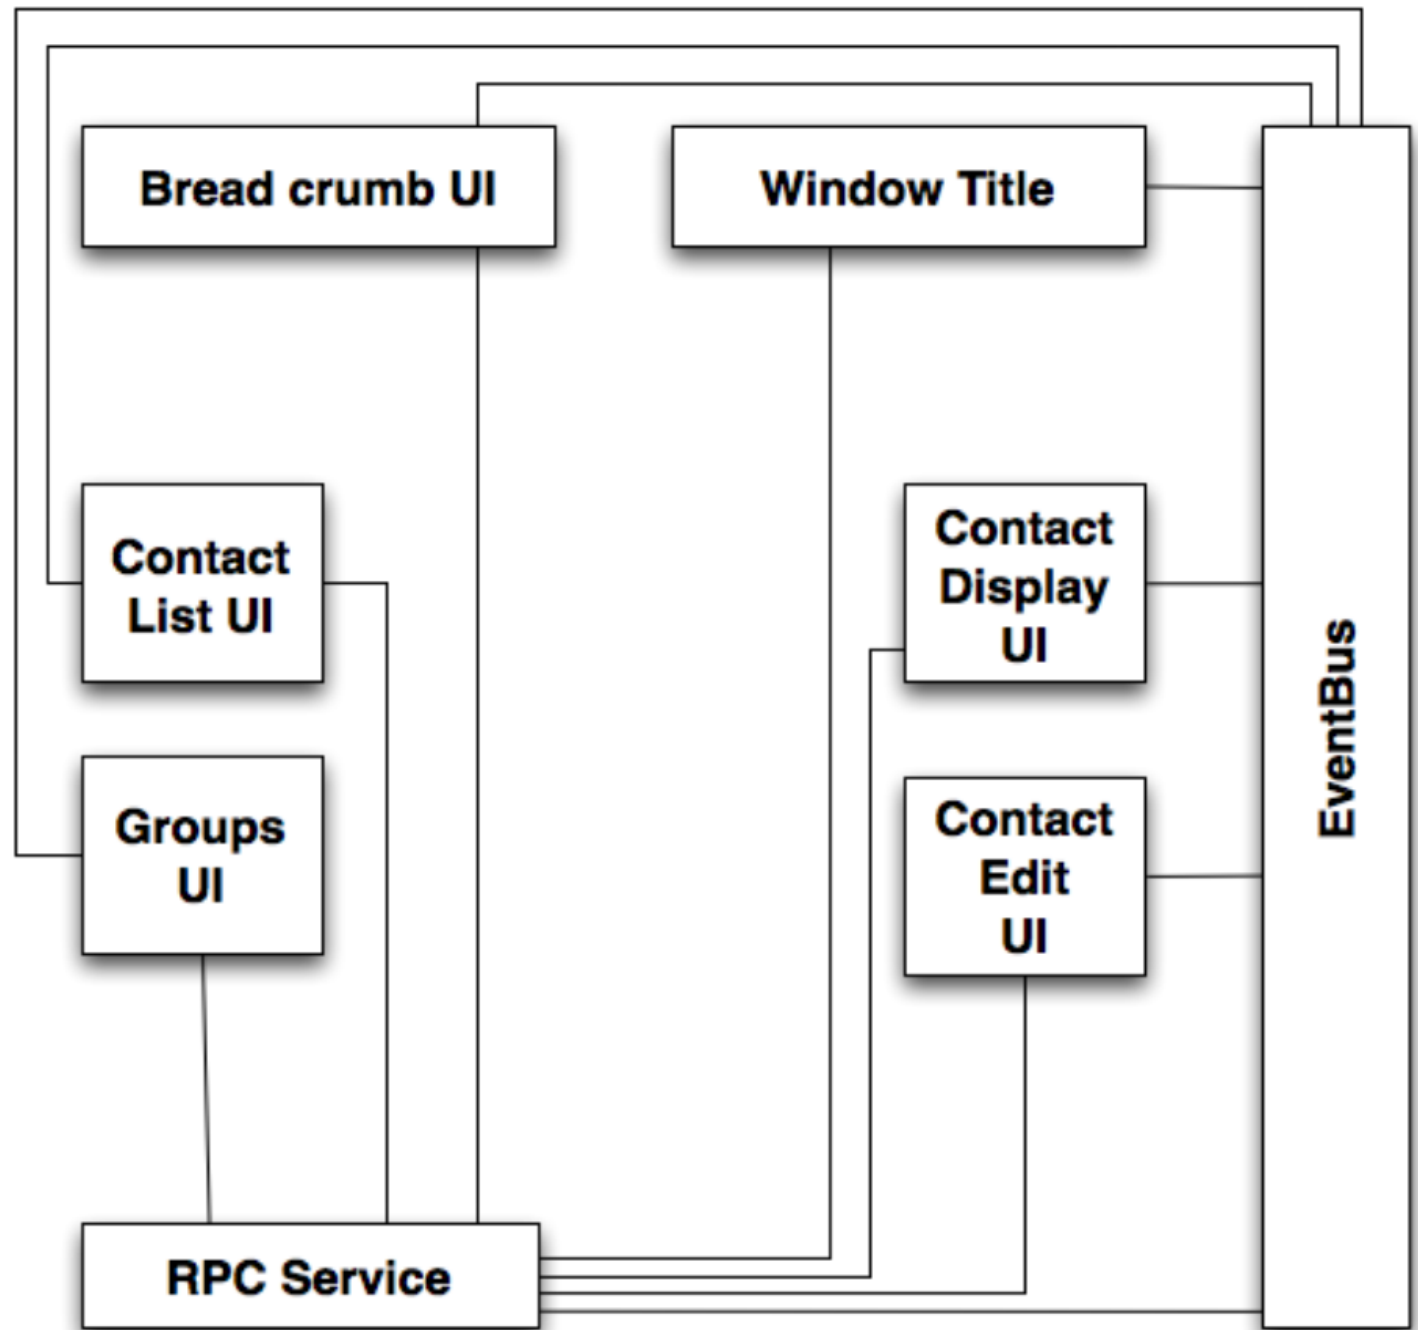 Bread crumb UI
Window Title
Contact
List UI
Contact
Display
UI
EventBus
Groups
UI
Contact
Edit
UI
RPC Service